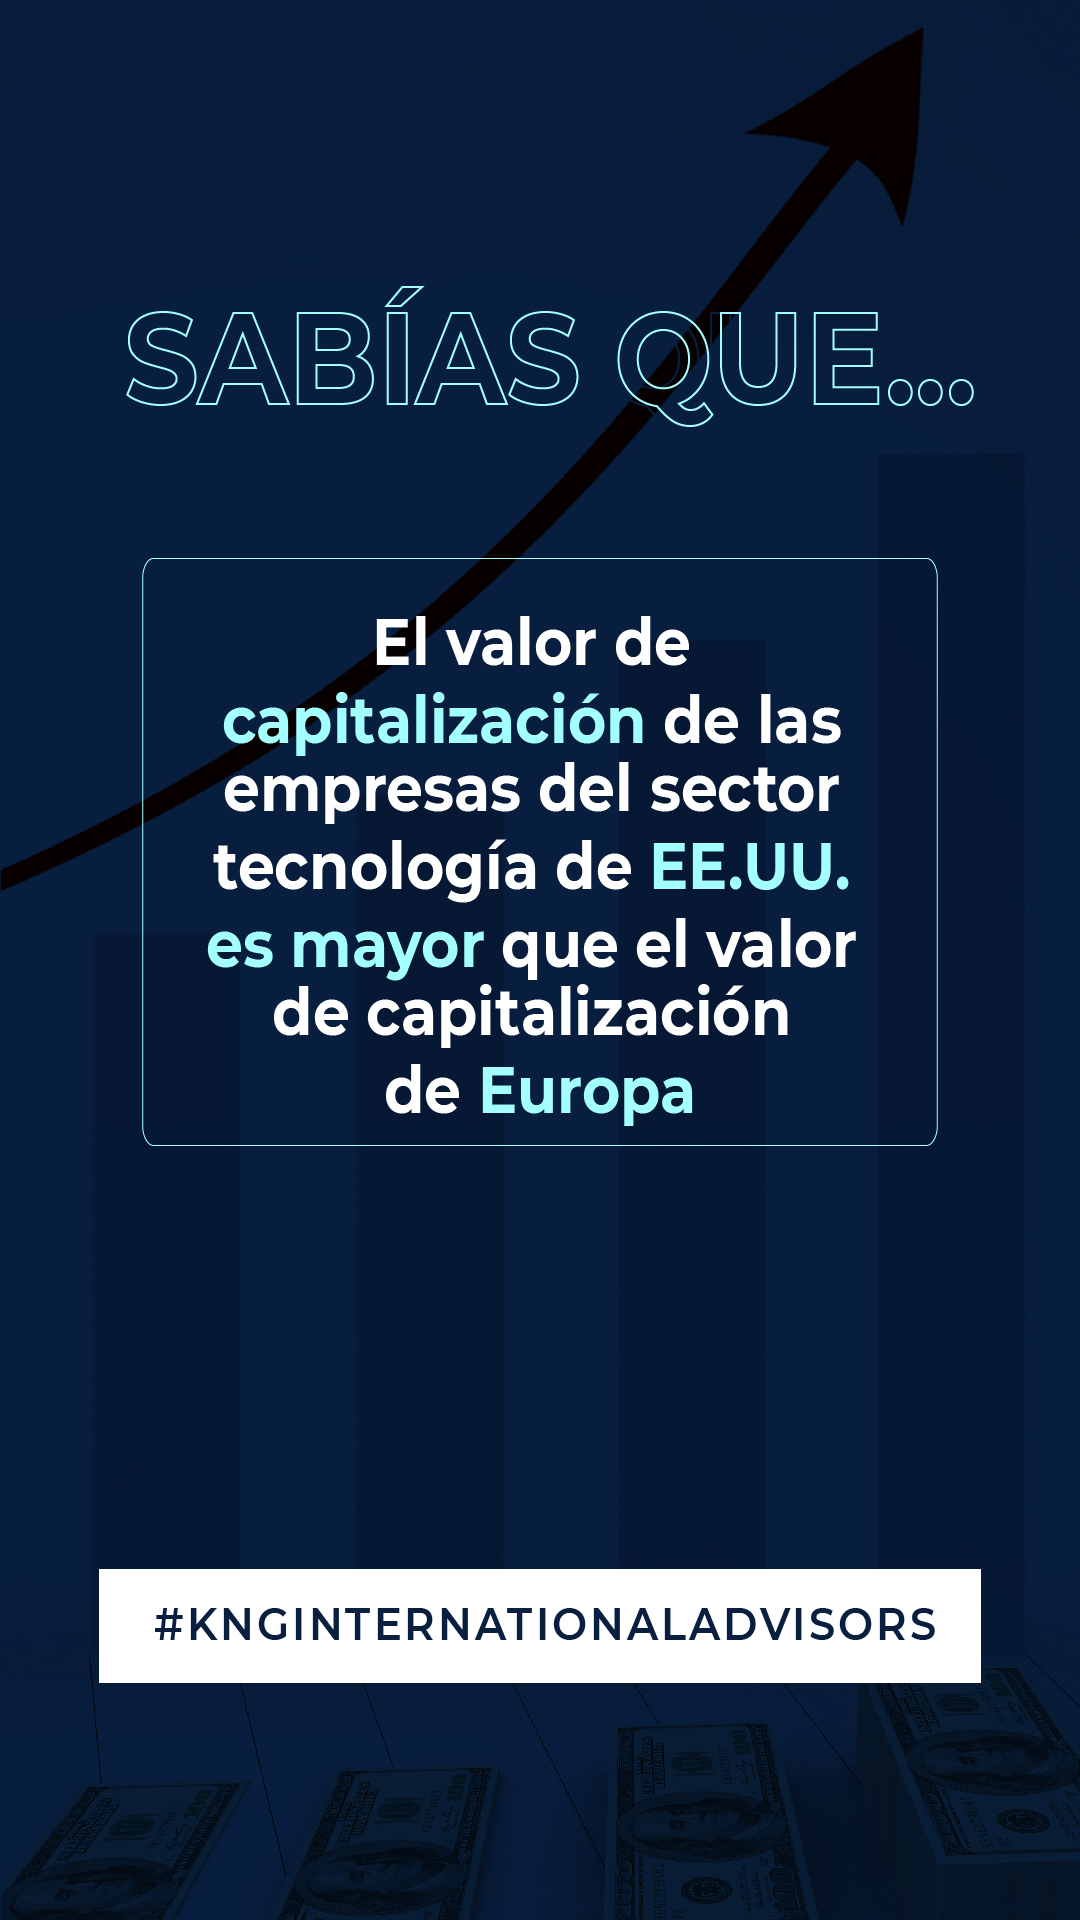 SABÍAS QUE...
El valor de
capitalización de las
empresas del sector
tecnología de EE.UU.
es mayor que el valor
de capitalización
de Europa
#KNGINTERNATIONALADVISORS